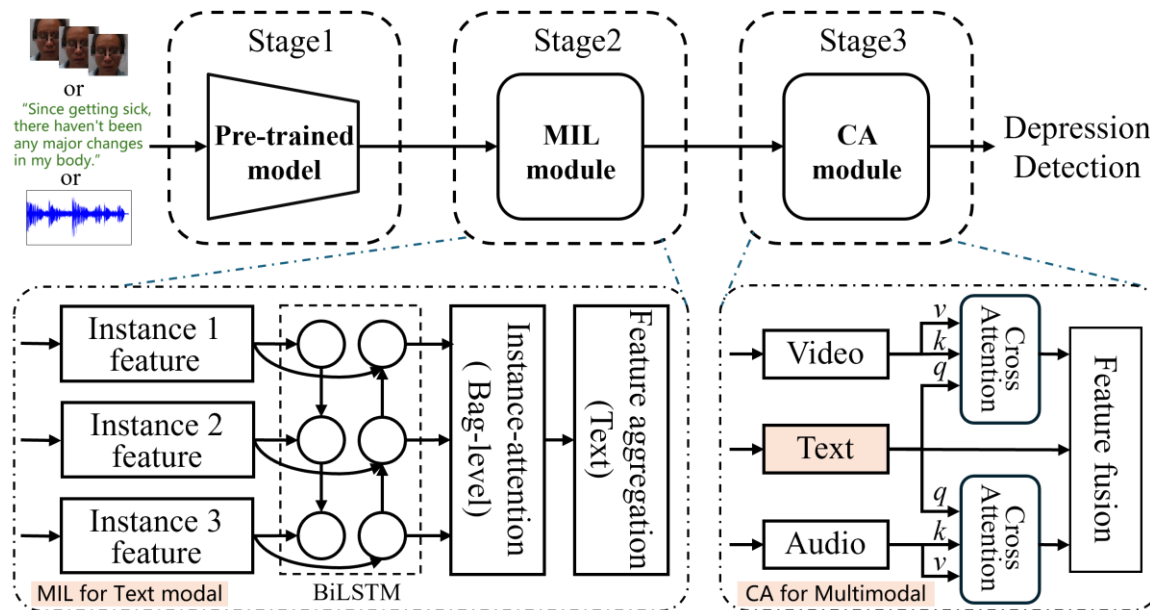 Stage1
Stage2
Stage3
or
“Since getting sick,
there haven't been
any major changes
in my body.”
or
Pre-trained
model
MIL
module
CA
module
Depression
Detection
Instance 1
feature
Instance 2
feature
Instance 3
feature
BiLSTM
Instance-attention
( Bag-level)
Feature aggregation
(Text)
MIL for Text modal
Video
Text
Audio
v
k
q
q
k
v
Cross
Attention
Cross
Attention
Feature fusion
CA for Multimodal